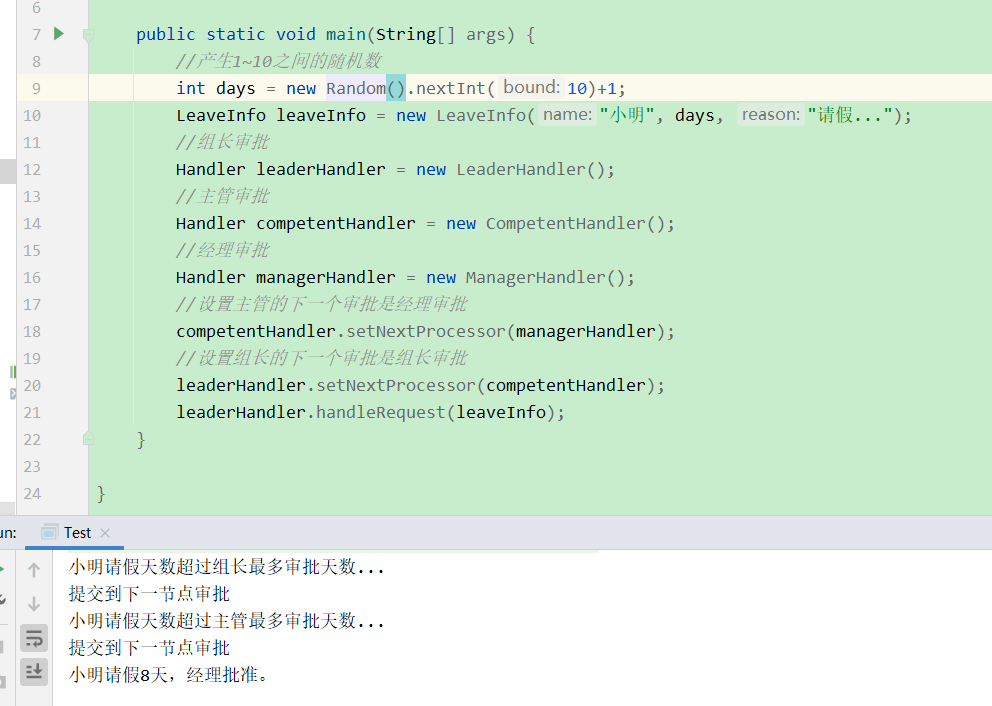 6
7 public static void main(String[] args) {
8 //产生1~10之间的随机数
9 int days = new Random().nextInt( bound: 10)+1;
10 LeaveInfo leaveInfo = new LeaveInfo( name: "小明", days, reason: "请假...");
11 //组长审批
12 Handler leaderHandler = new LeaderHandler();
13 //主管审批
14 Handler competentHandler = new CompetentHandler();
15 //经理审批
16 Handler managerHandler = new ManagerHandler();
17 //设置主管的下一个审批是经理审批
18 competentHandler.setNextProcessor(managerHandler);
19 //设置组长的下一个审批是组长审批
20 leaderHandler.setNextProcessor(competentHandler);
21 leaderHandler.handleRequest(leaveInfo);
22 }
23
24 }
un: Test
小明请假天数超过组长最多审批天数...
提交到下一节点审批
小明请假天数超过主管最多审批天数...
提交到下一节点审批
小明请假8天，经理批准。